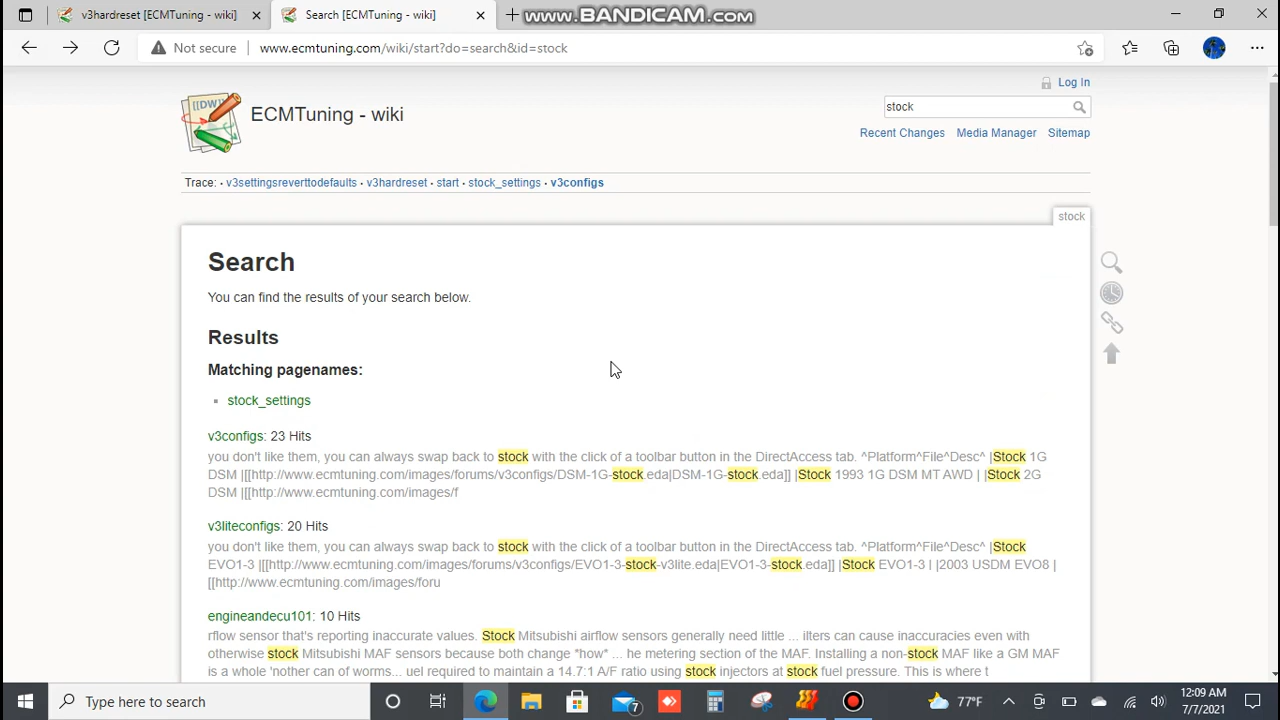 v3hardreset [ECMTuning - wiki]
Search [ECMTuning - wiki]
www.BANDICAM.com
Not secure
www.ecmtuning.com/wiki/start?do=search&id=stock
[[DW]]
ECMTuning - wiki
Log In
stock
Recent Changes Media Manager Sitemap
Trace: • v3settingsreverttodefaults • v3hardreset • start • stock_settings • v3configs
stock
Search
You can find the results of your search below.
Results
Matching pagenames:
stock_settings
v3configs: 23 Hits
you don't like them, you can always swap back to stock with the click of a toolbar button in the DirectAccess tab. ^Platform^File^Desc^ |Stock 1G
DSM |[[http://www.ecmtuning.com/images/forums/v3configs/DSM-1G-stock.eda|DSM-1G-stock.eda]] |Stock 1993 1G DSM MT AWD | |Stock 2G
DSM |[[http://www.ecmtuning.com/images/f
v3liteconfigs: 20 Hits
you don't like them, you can always swap back to stock with the click of a toolbar button in the DirectAccess tab. ^Platform^File^Desc^ |Stock
EVO1-3 |[[http://www.ecmtuning.com/images/forums/v3configs/EVO1-3-stock-v3lite.eda|EVO1-3-stock.eda]] |Stock EVO1-3 | |2003 USDM EVO8 |
[[http://www.ecmtuning.com/images/foru
engineandecu101: 10 Hits
rflow sensor that's reporting inaccurate values. Stock Mitsubishi airflow sensors generally need little ... ilters can cause inaccuracies even with
otherwise stock Mitsubishi MAF sensors because both change *how* ... he metering section of the MAF. Installing a non-stock MAF like a GM MAF
is a whole 'nother can of worms... uel required to maintain a 14.7:1 A/F ratio using stock injectors at stock fuel pressure. This is where t
Type here to search
7
77°F
12:09 AM
7/7/2021